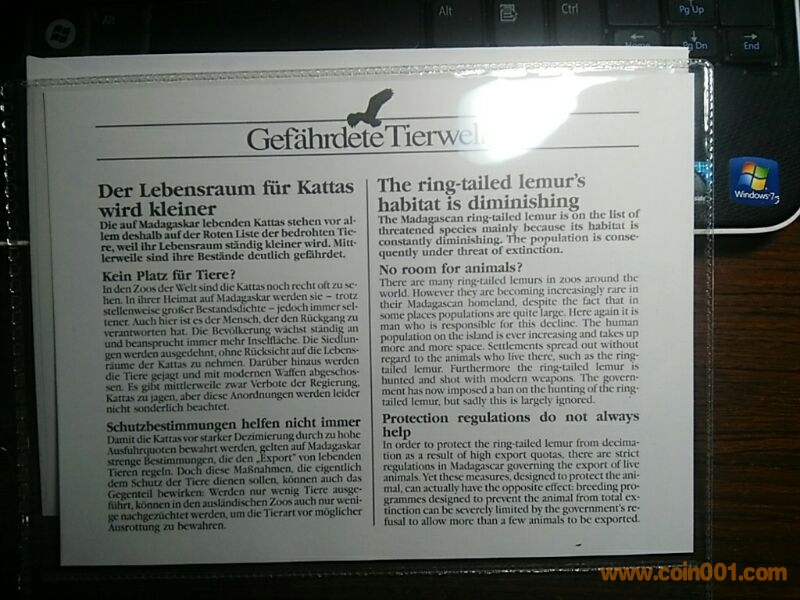 Alt
Alt
Ctrl
Pg Up
Home
Pg Dn
End
Windows 7
Gefährdete Tierwel
Der Lebensraum für Kattas
wird kleiner
Die auf Madagaskar lebenden Kattas stehen vor al-
lem deshalb auf der Roten Liste der bedrohten Tie-
re, weil ihr Lebensraum ständig kleiner wird. Mitt-
lerweile sind ihre Bestände deutlich gefährdet.
Kein Platz für Tiere?
In den Zoos der Welt sind die Kattas noch recht oft zu se-
hen. In ihrer Heimat auf Madagaskar werden sie – trotz
stellenweise großer Bestandsdichte – jedoch immer sel-
tener. Auch hier ist es der Mensch, der den Rückgang zu
verantworten hat. Die Bevölkerung wächst ständig an
und beansprucht immer mehr Inselfläche. Die Siedlun-
gen werden ausgedehnt, ohne Rücksicht auf die Lebens-
räume der Kattas zu nehmen. Darüber hinaus werden
die Tiere gejagt und mit modernen Waffen abgeschos-
sen. Es gibt mittlerweile zwar Verbote der Regierung,
Kattas zu jagen, aber diese Anordnungen werden leider
nicht sonderlich beachtet.
Schutzbestimmungen helfen nicht immer
Damit die Kattas vor starker Dezimierung durch zu hohe
Ausfuhrquoten bewahrt werden, gelten auf Madagaskar
strenge Bestimmungen, die den „Export" von lebenden
Tieren regeln. Doch diese Maßnahmen, die eigentlich
dem Schutz der Tiere dienen sollen, können auch das
Gegenteil bewirken: Werden nur wenig Tiere ausge-
führt, können in den ausländischen Zoos auch nur weni-
ge nachgezüchtet werden, um die Tierart vor möglicher
Ausrottung zu bewahren.
The ring-tailed lemur's
habitat is diminishing
The Madagascan ring-tailed lemur is on the list of
threatened species mainly because its habitat is
constantly diminishing. The population is conse-
quently under threat of extinction.
No room for animals?
There are many ring-tailed lemurs in zoos around the
world. However they are becoming increasingly rare in
their Madagascar homeland, despite the fact that in
some places populations are quite large. Here again it is
man who is responsible for this decline. The human
population on the island is ever increasing and takes up
more and more space. Settlements spread out without
regard to the animals who live there, such as the ring-
tailed lemur. Furthermore the ring-tailed lemur is
hunted and shot with modern weapons. The govern-
ment has now imposed a ban on the hunting of the ring-
tailed lemur, but sadly this is largely ignored.
Protection regulations do not always
help
In order to protect the ring-tailed lemur from decima-
tion as a result of high export quotas, there are strict
regulations in Madagascar governing the export of live
animals. Yet these measures, designed to protect the ani-
mal, can actually have the opposite effect: breeding pro-
grammes designed to prevent the animal from total ex-
tinction can be severely limited by the government's re-
fusal to allow more than a few animals to be exported.
www.coin001.com